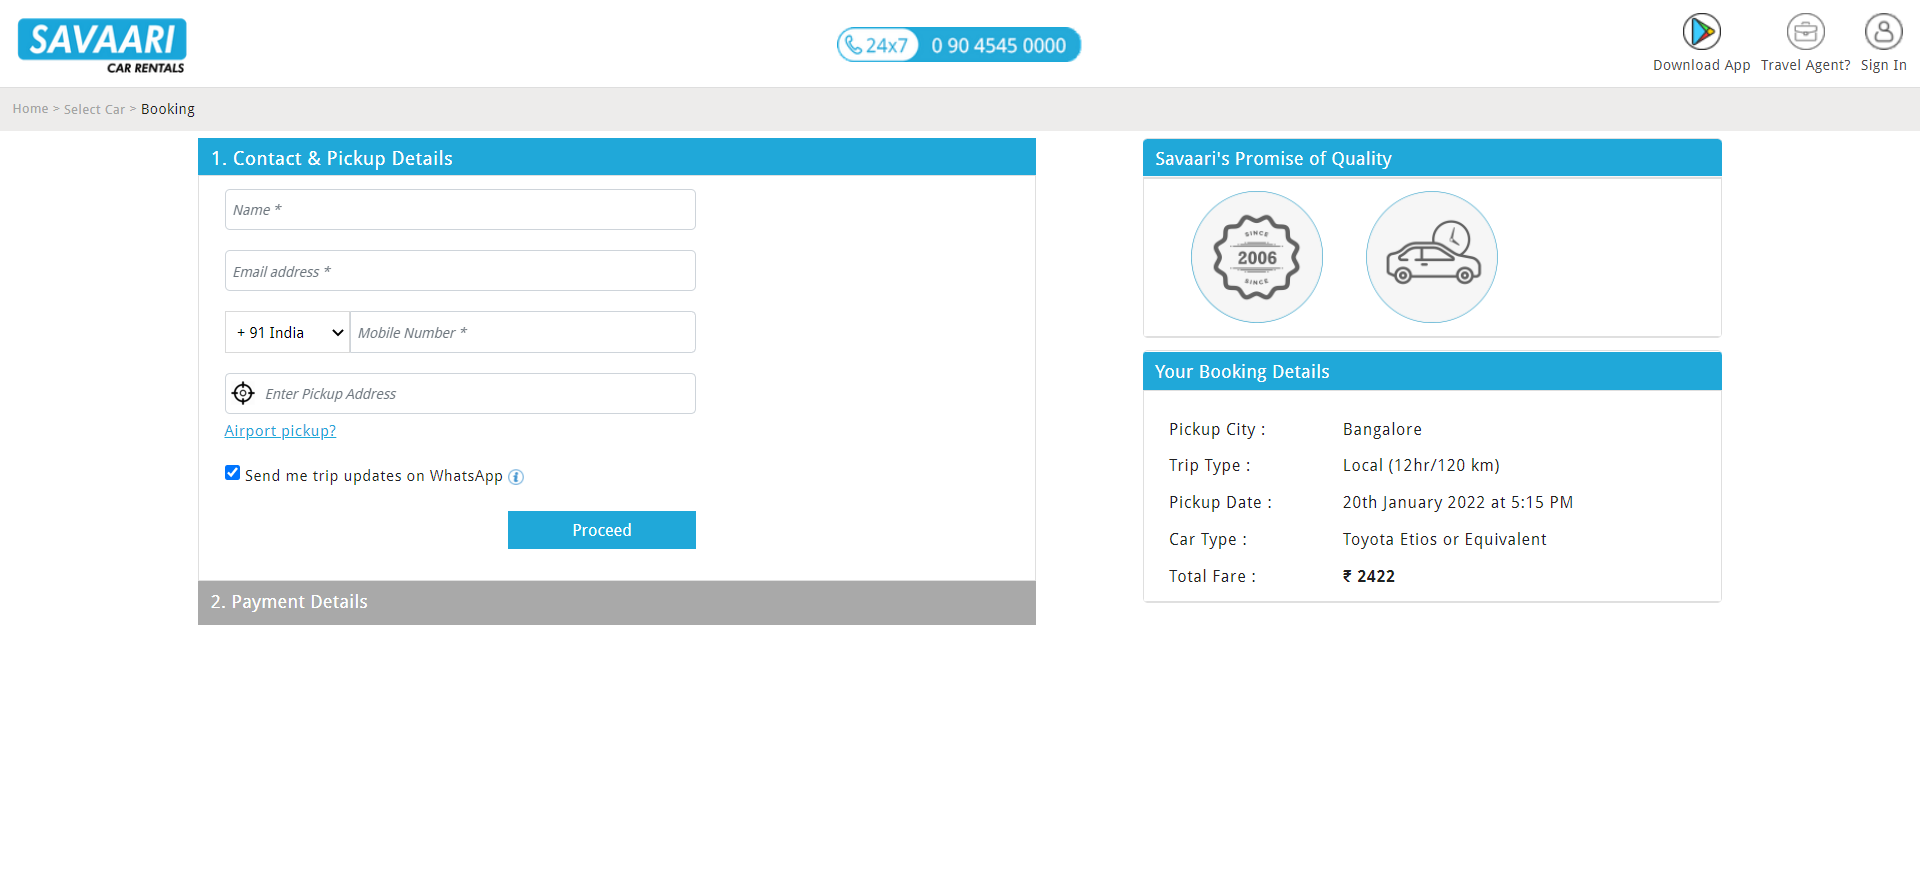 SAVAARI
CAR RENTALS
24x7 0 90 4545 0000
Download App Travel Agent? Sign In
Home > Select Car > Booking
1. Contact & Pickup Details
Name *
Email address *
+ 91 India Mobile Number *
Enter Pickup Address
Airport pickup?
Send me trip updates on WhatsApp i
Proceed
2. Payment Details
Savaari's Promise of Quality
SINCE
2006
SINCE
Your Booking Details
Pickup City : Bangalore
Trip Type : Local (12hr/120 km)
Pickup Date : 20th January 2022 at 5:15 PM
Car Type : Toyota Etios or Equivalent
Total Fare : ₹ 2422